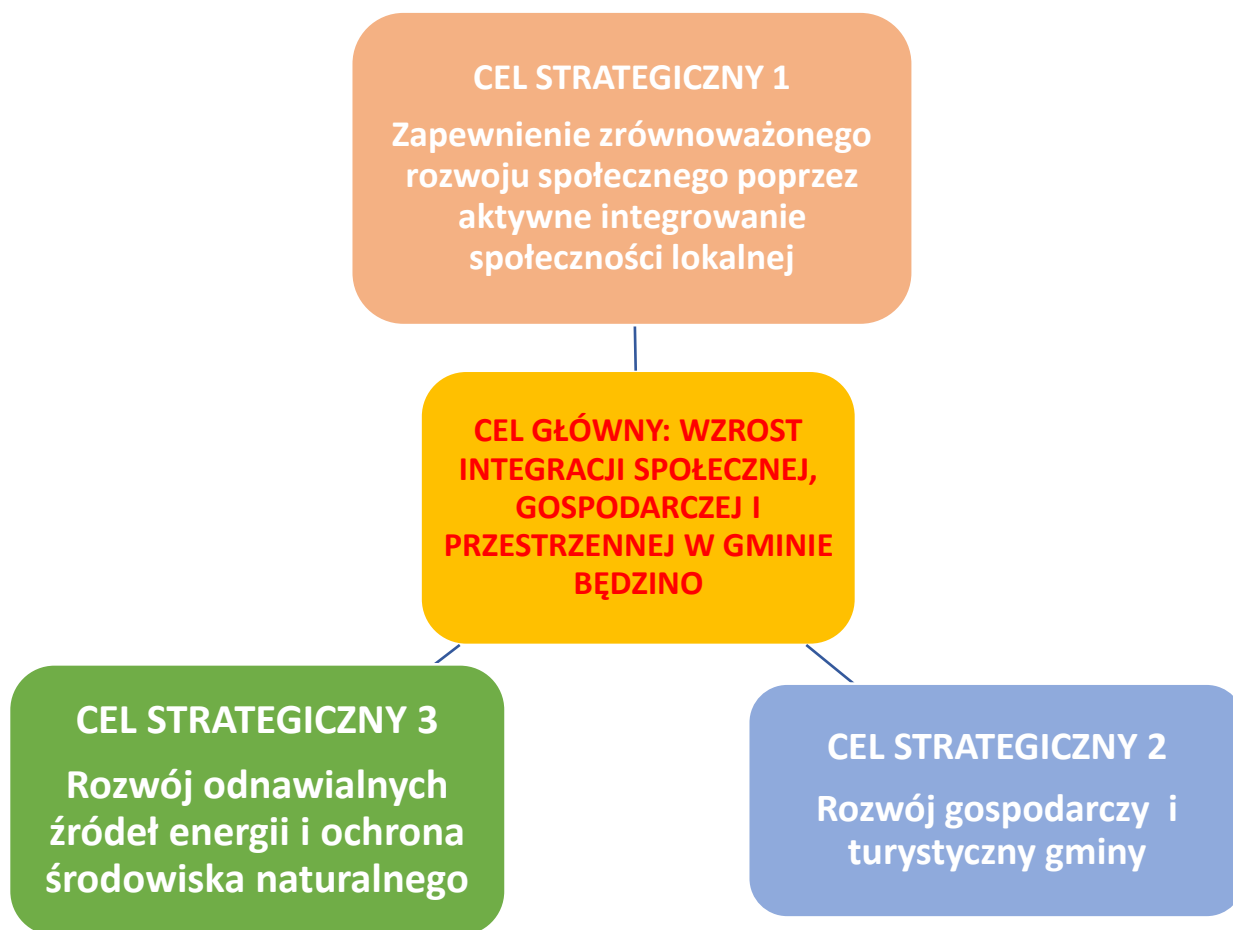 CEL STRATEGICZNY 1
Zapewnienie zrównoważonego
rozwoju społecznego poprzez
aktywne integrowanie
społeczności lokalnej
CEL GŁÓWNY: WZROST
INTEGRACJI SPOŁECZNEJ,
GOSPODARCZEJ I
PRZESTRZENNEJ W GMINIE
BĘDZINO
CEL STRATEGICZNY 3
Rozwój odnawialnych
źródeł energii i ochrona
środowiska naturalnego
CEL STRATEGICZNY 2
Rozwój gospodarczy i
turystyczny gminy